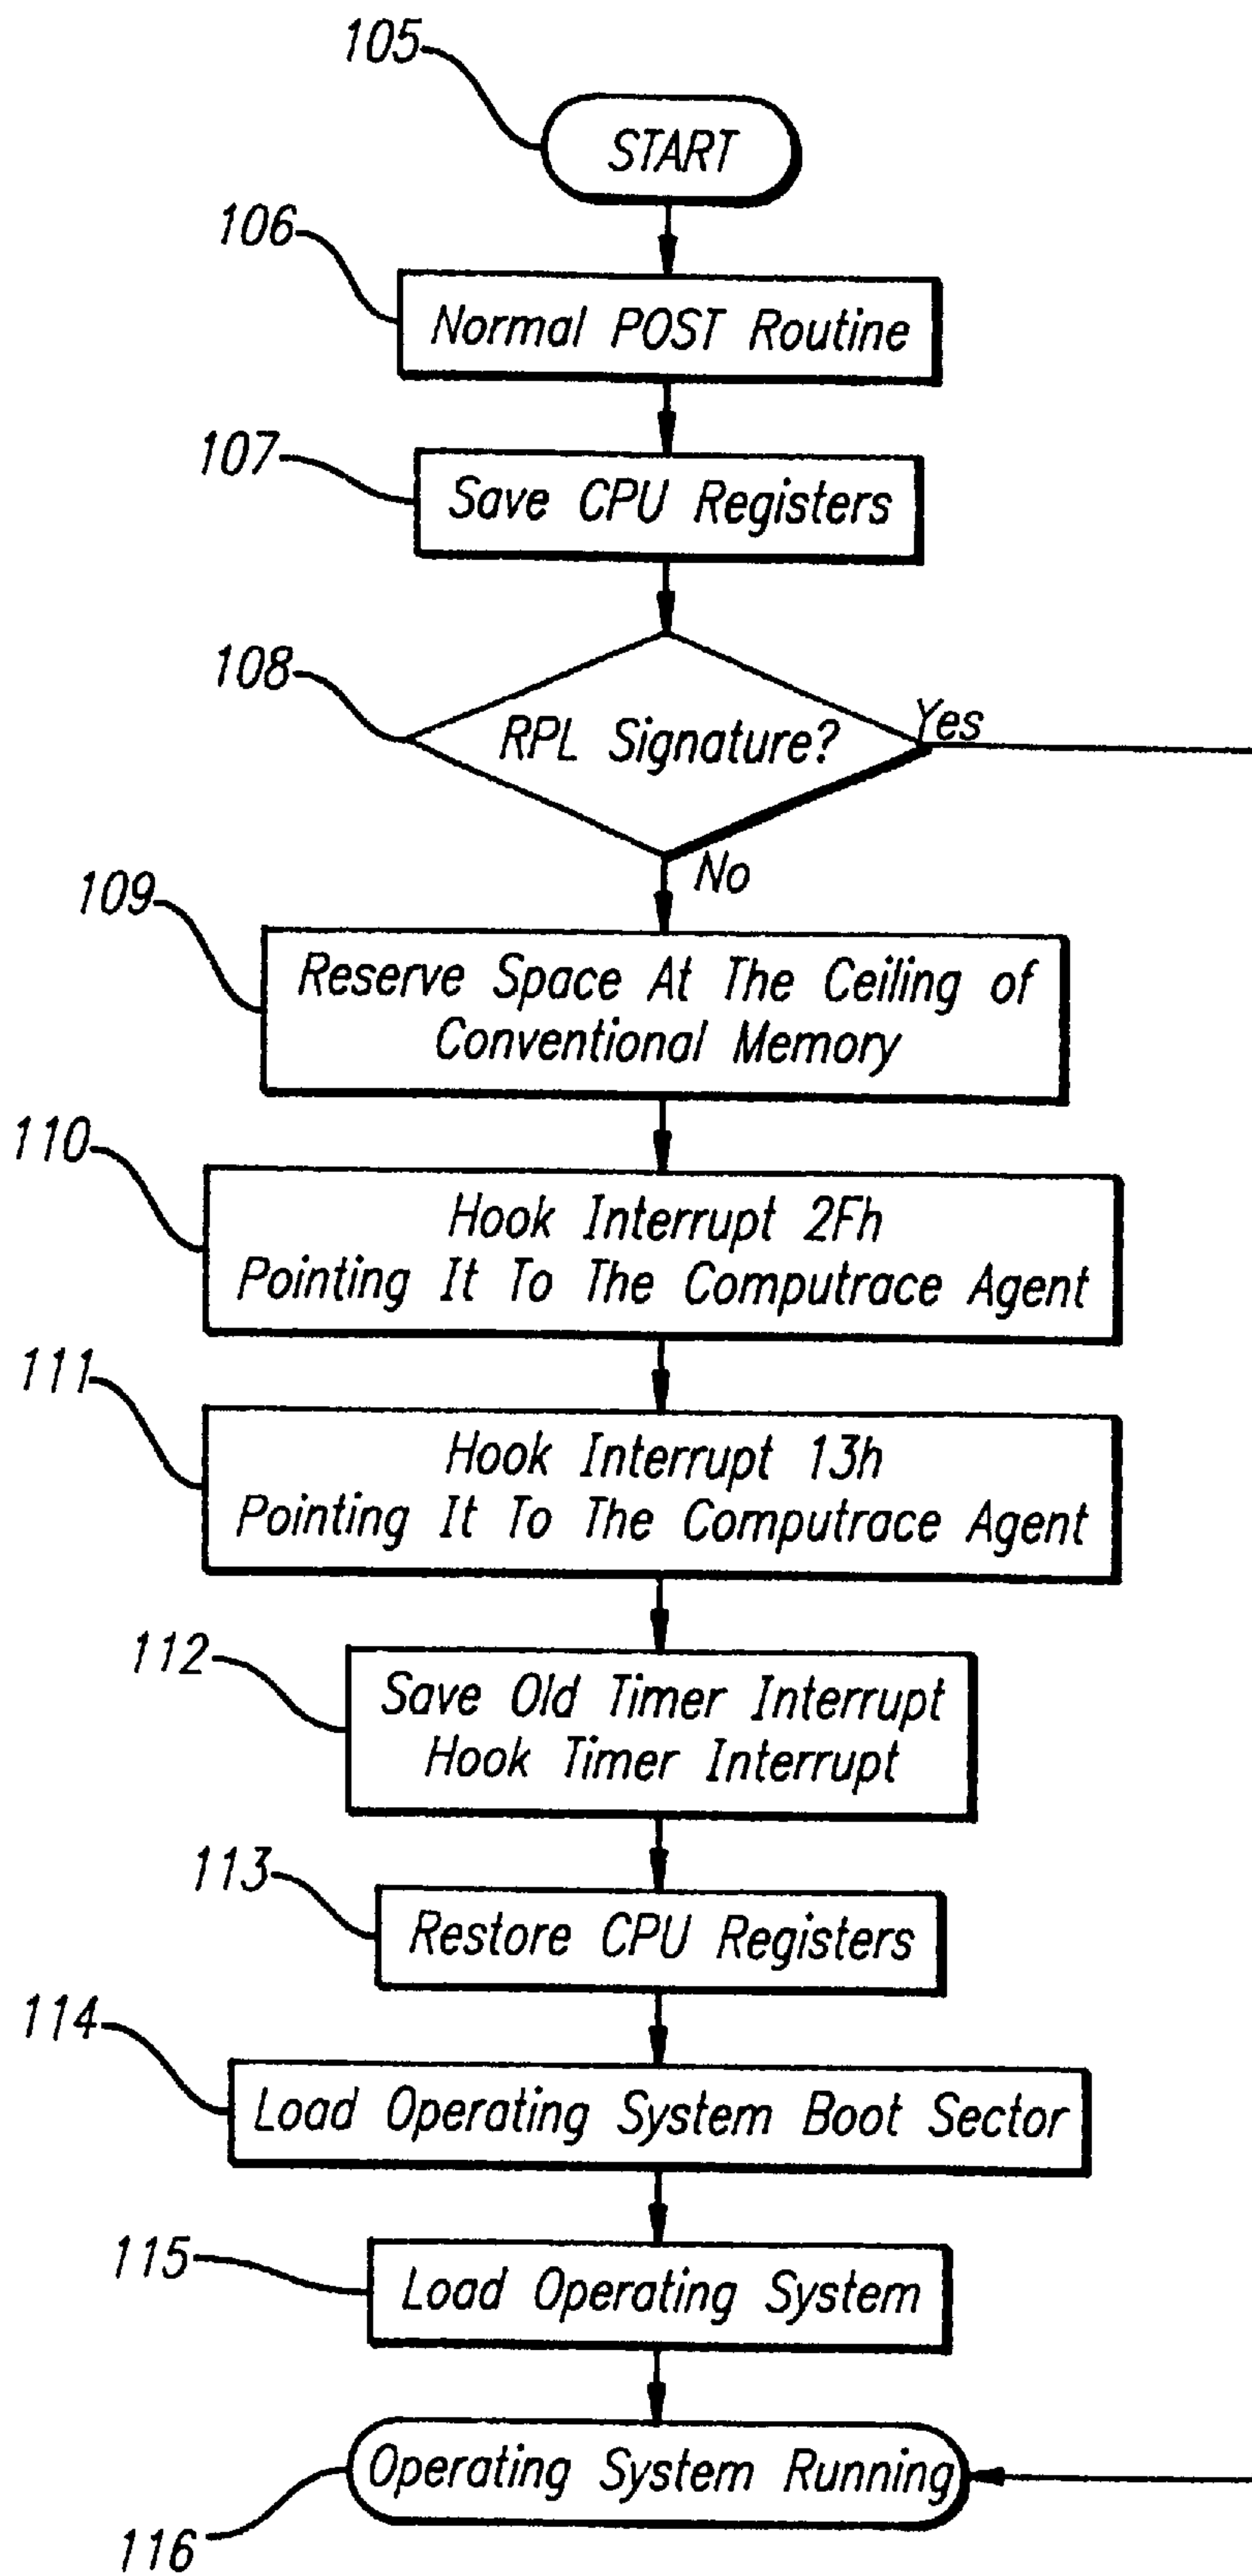 105
START
106
Normal POST Routine
107
Save CPU Registers
108
RPL Signature?
Yes
No
109
Reserve Space At The Ceiling of
Conventional Memory
110
Hook Interrupt 2Fh
Pointing It To The Computrace Agent
111
Hook Interrupt 13h
Pointing It To The Computrace Agent
112
Save Old Timer Interrupt
Hook Timer Interrupt
113
Restore CPU Registers
114
Load Operating System Boot Sector
115
Load Operating System
Operating System Running
116